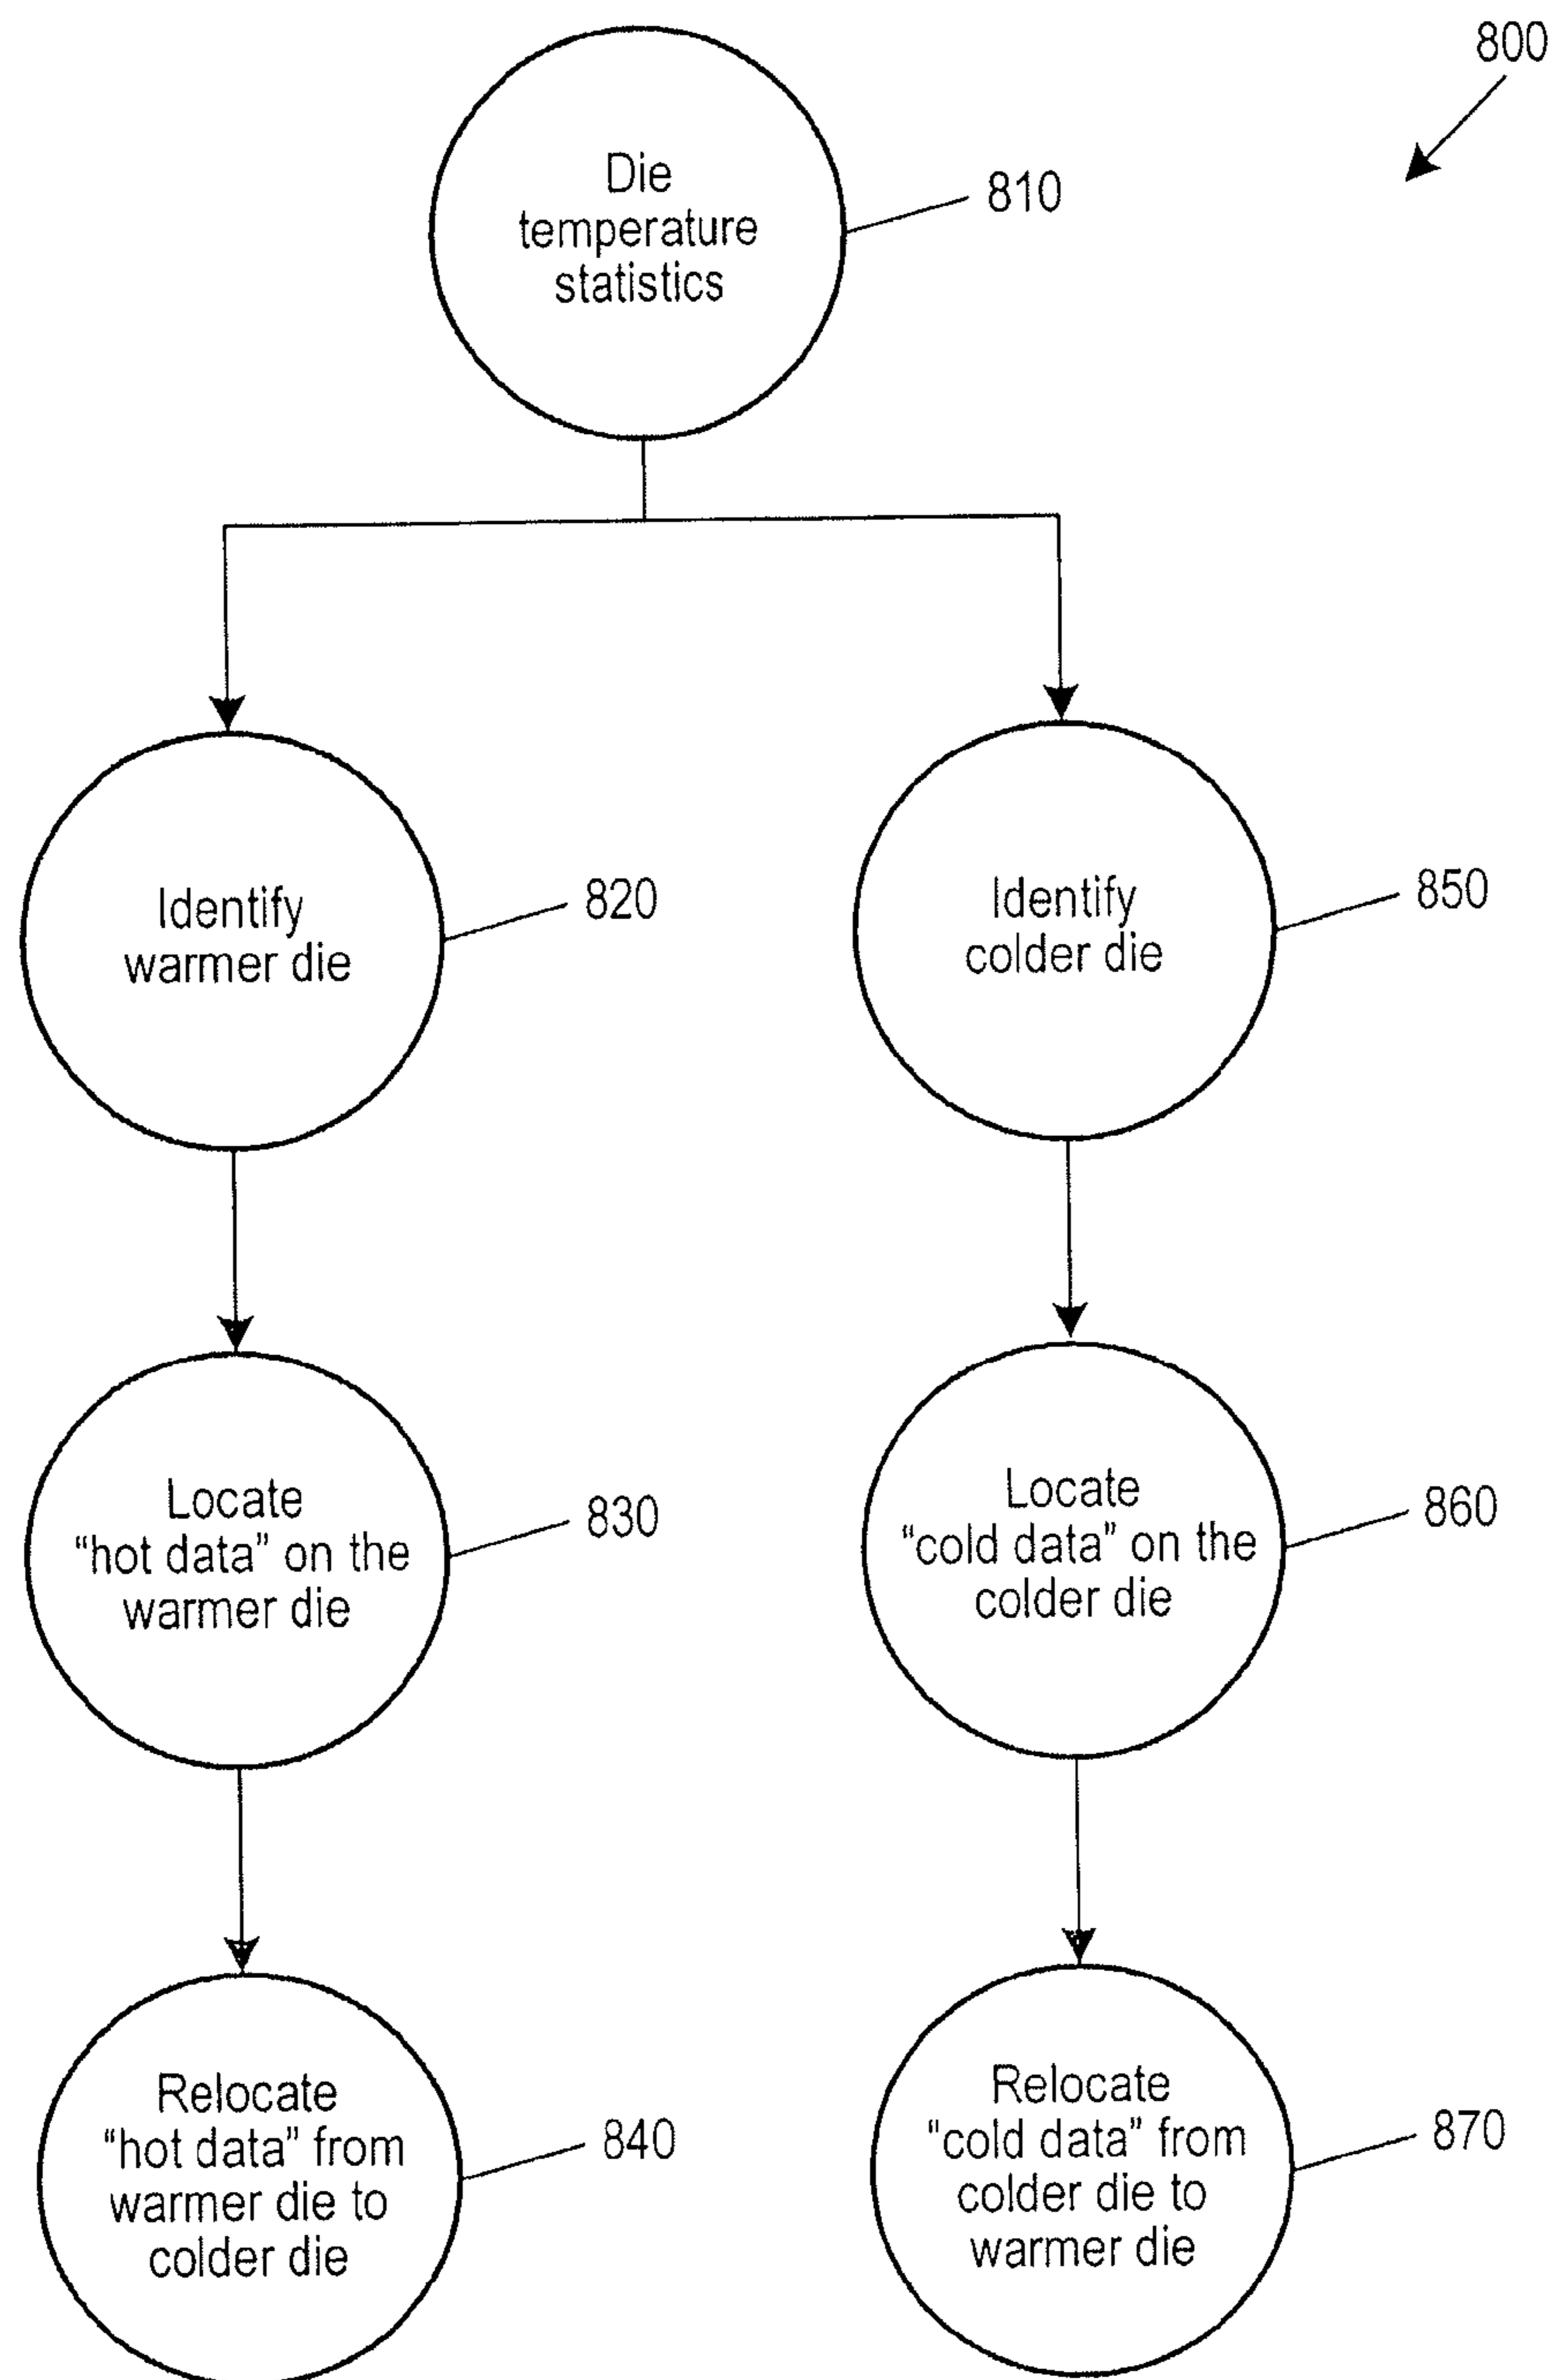 800
Die
temperature
statistics
810
Identify
warmer die
820
Identify
colder die
850
Locate
“hot data” on the
warmer die
830
Locate
“cold data” on the
colder die
860
Relocate
“hot data” from
warmer die to
colder die
840
Relocate
“cold data” from
colder die to
warmer die
870